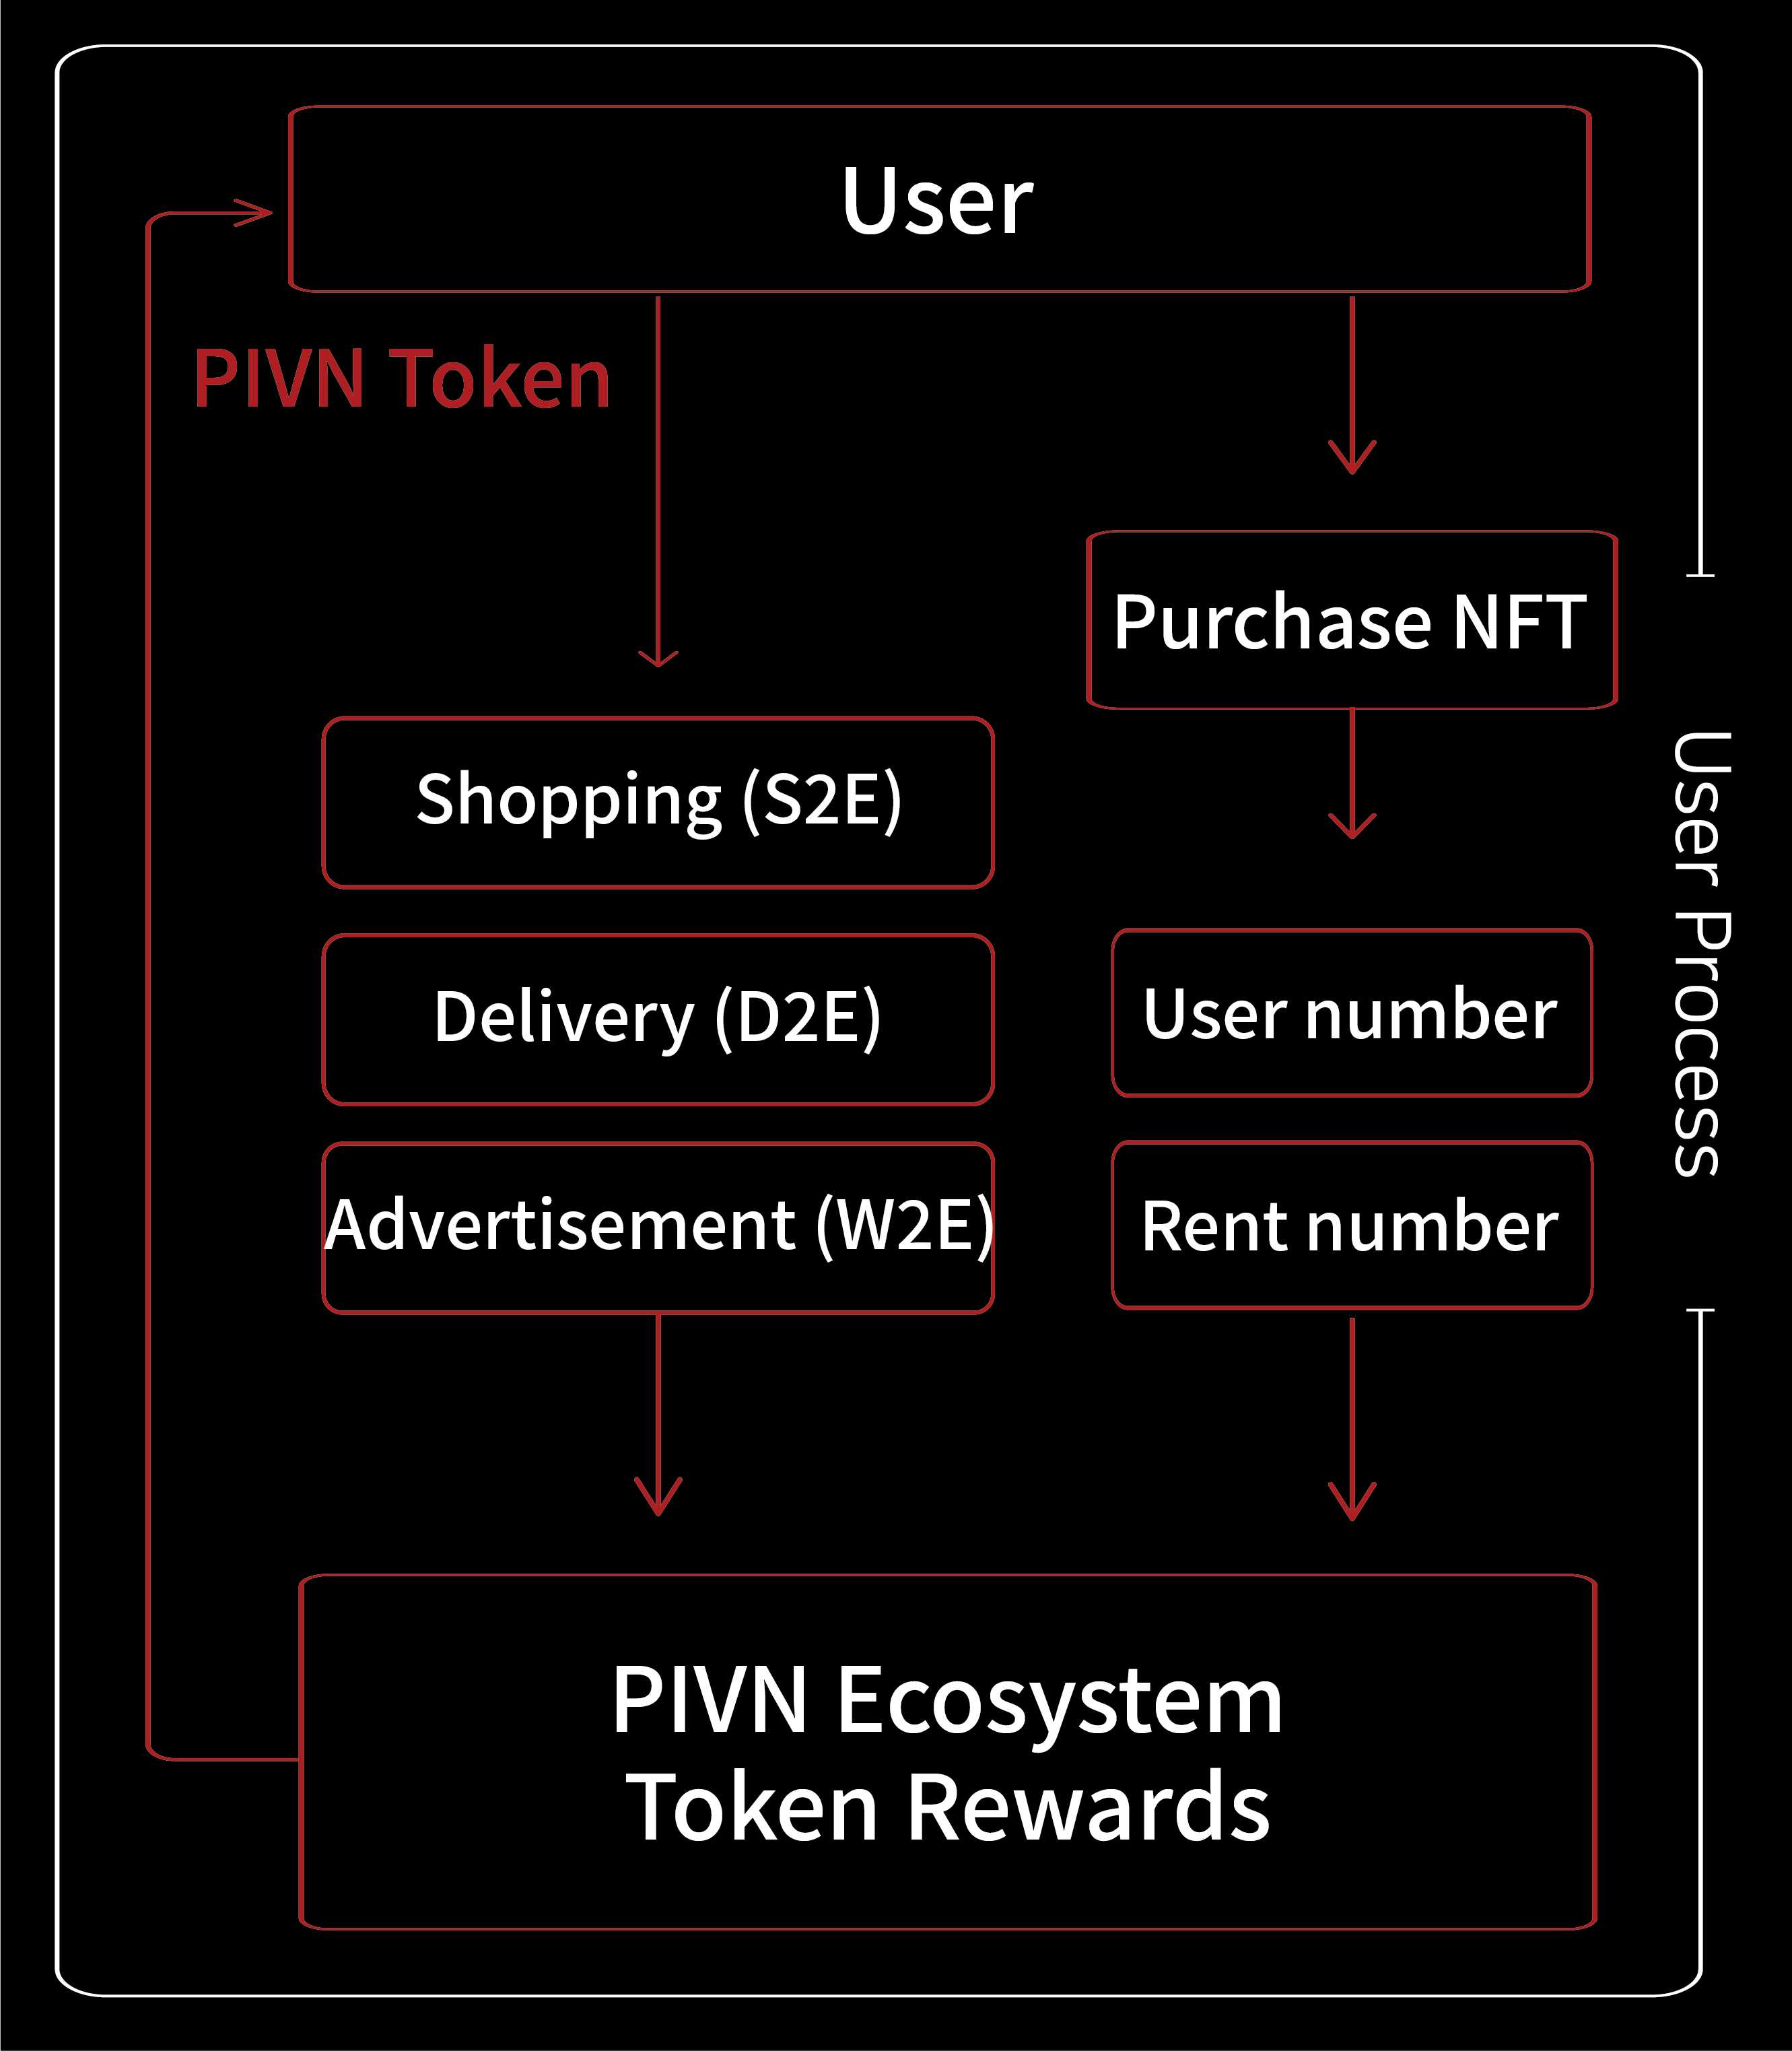 User
PIVN Token
Purchase NFT
Shopping (S2E)
Delivery (D2E)
Advertisement (W2E)
User number
Rent number
User Process
PIVN Ecosystem
Token Rewards